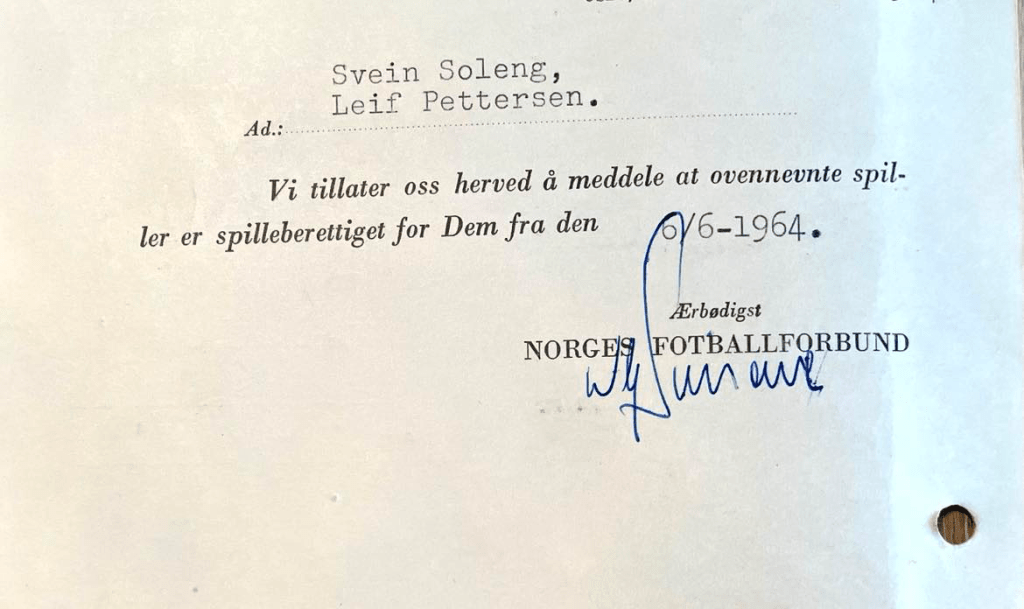 Svein Soleng,
Leif Pettersen.
Ad.:
Vi tillater oss herved å meddele at ovennevnte spil-
ler er spilleberettiget for Dem fra den 6/6-1964.
Ærbødigst
NORGES FOTBALLFORBUND